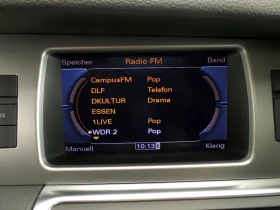 Speicher Radio FM Band
CampusFM Pop
DLF Telefon
DKULTUR Drama
ESSEN
1LIVE Pop
WDR 2 Pop
Manuell 10:13 Klang